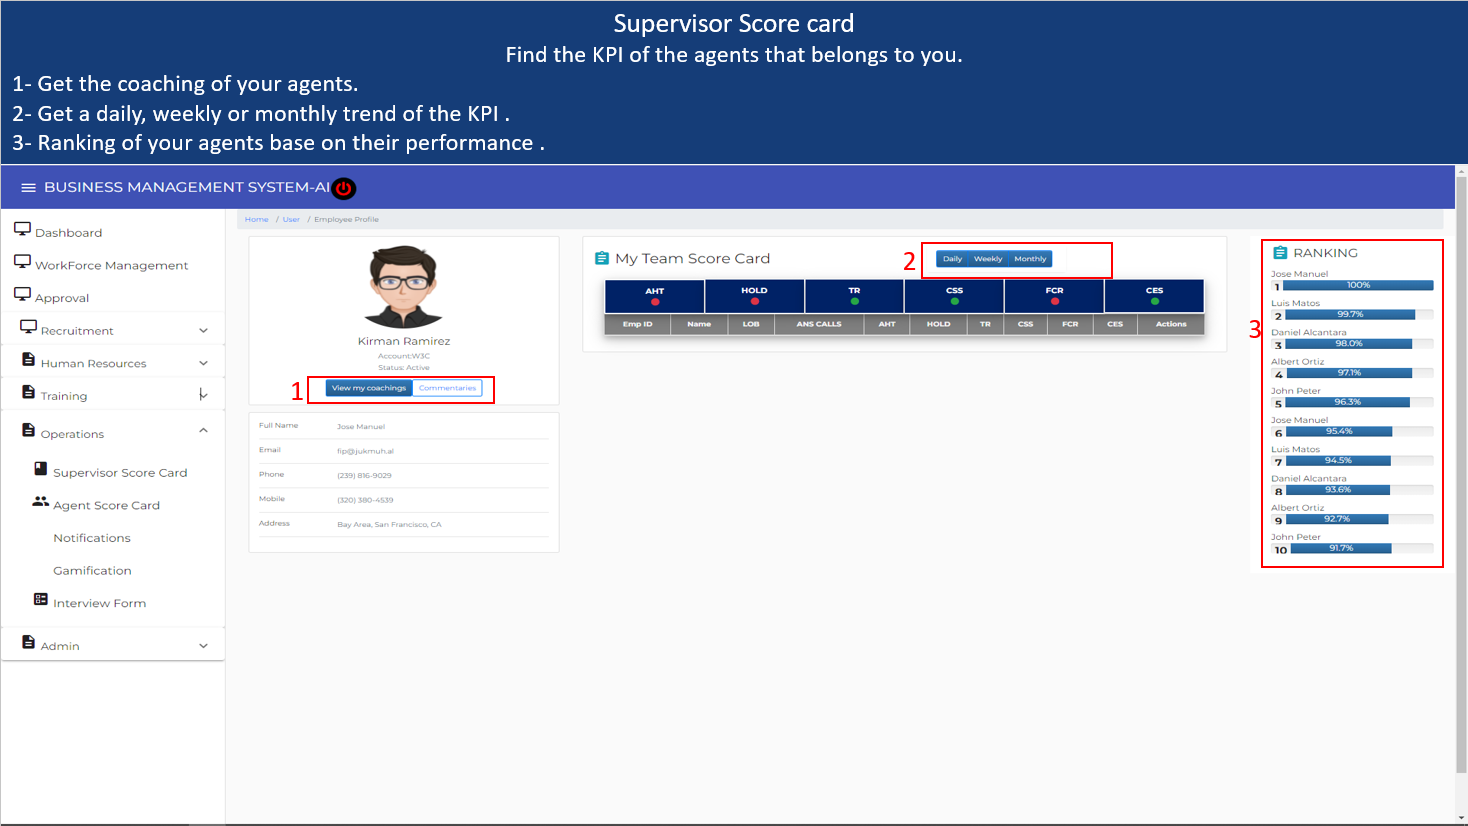 Supervisor Score card
Find the KPI of the agents that belongs to you.
1- Get the coaching of your agents.
2- Get a daily, weekly or monthly trend of the KPI .
3- Ranking of your agents base on their performance .
BUSINESS MANAGEMENT SYSTEM-AI
Dashboard
WorkForce Management
Approval
Recruitment
Human Resources
Training
Operations
Supervisor Score Card
Agent Score Card
Notifications
Gamification
Interview Form
Admin
Home / User / Employee Profile
Kirman Ramirez
Account:W3C
Status: Active
1
View my coachings Commentaries
Full Name Jose Manuel
Email fip@jukmuh.al
Phone (239) 816-9029
Mobile (320) 380-4539
Address Bay Area, San Francisco, CA
My Team Score Card
2
Daily Weekly Monthly
AHT HOLD TR CSS FCR CES
Emp ID Name LOB ANS CALLS AHT HOLD TR CSS FCR CES Actions
3
RANKING
Jose Manuel
1 100%
Luis Matos
2 99.7%
Daniel Alcantara
3 98.0%
Albert Ortiz
4 97.1%
John Peter
5 96.3%
Jose Manuel
6 95.4%
Luis Matos
7 94.5%
Daniel Alcantara
8 93.6%
Albert Ortiz
9 92.7%
John Peter
10 91.7%